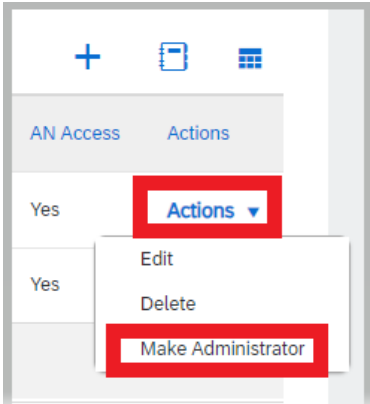 AN Access Actions
Yes Actions
Edit
Yes
Delete
Make Administrator